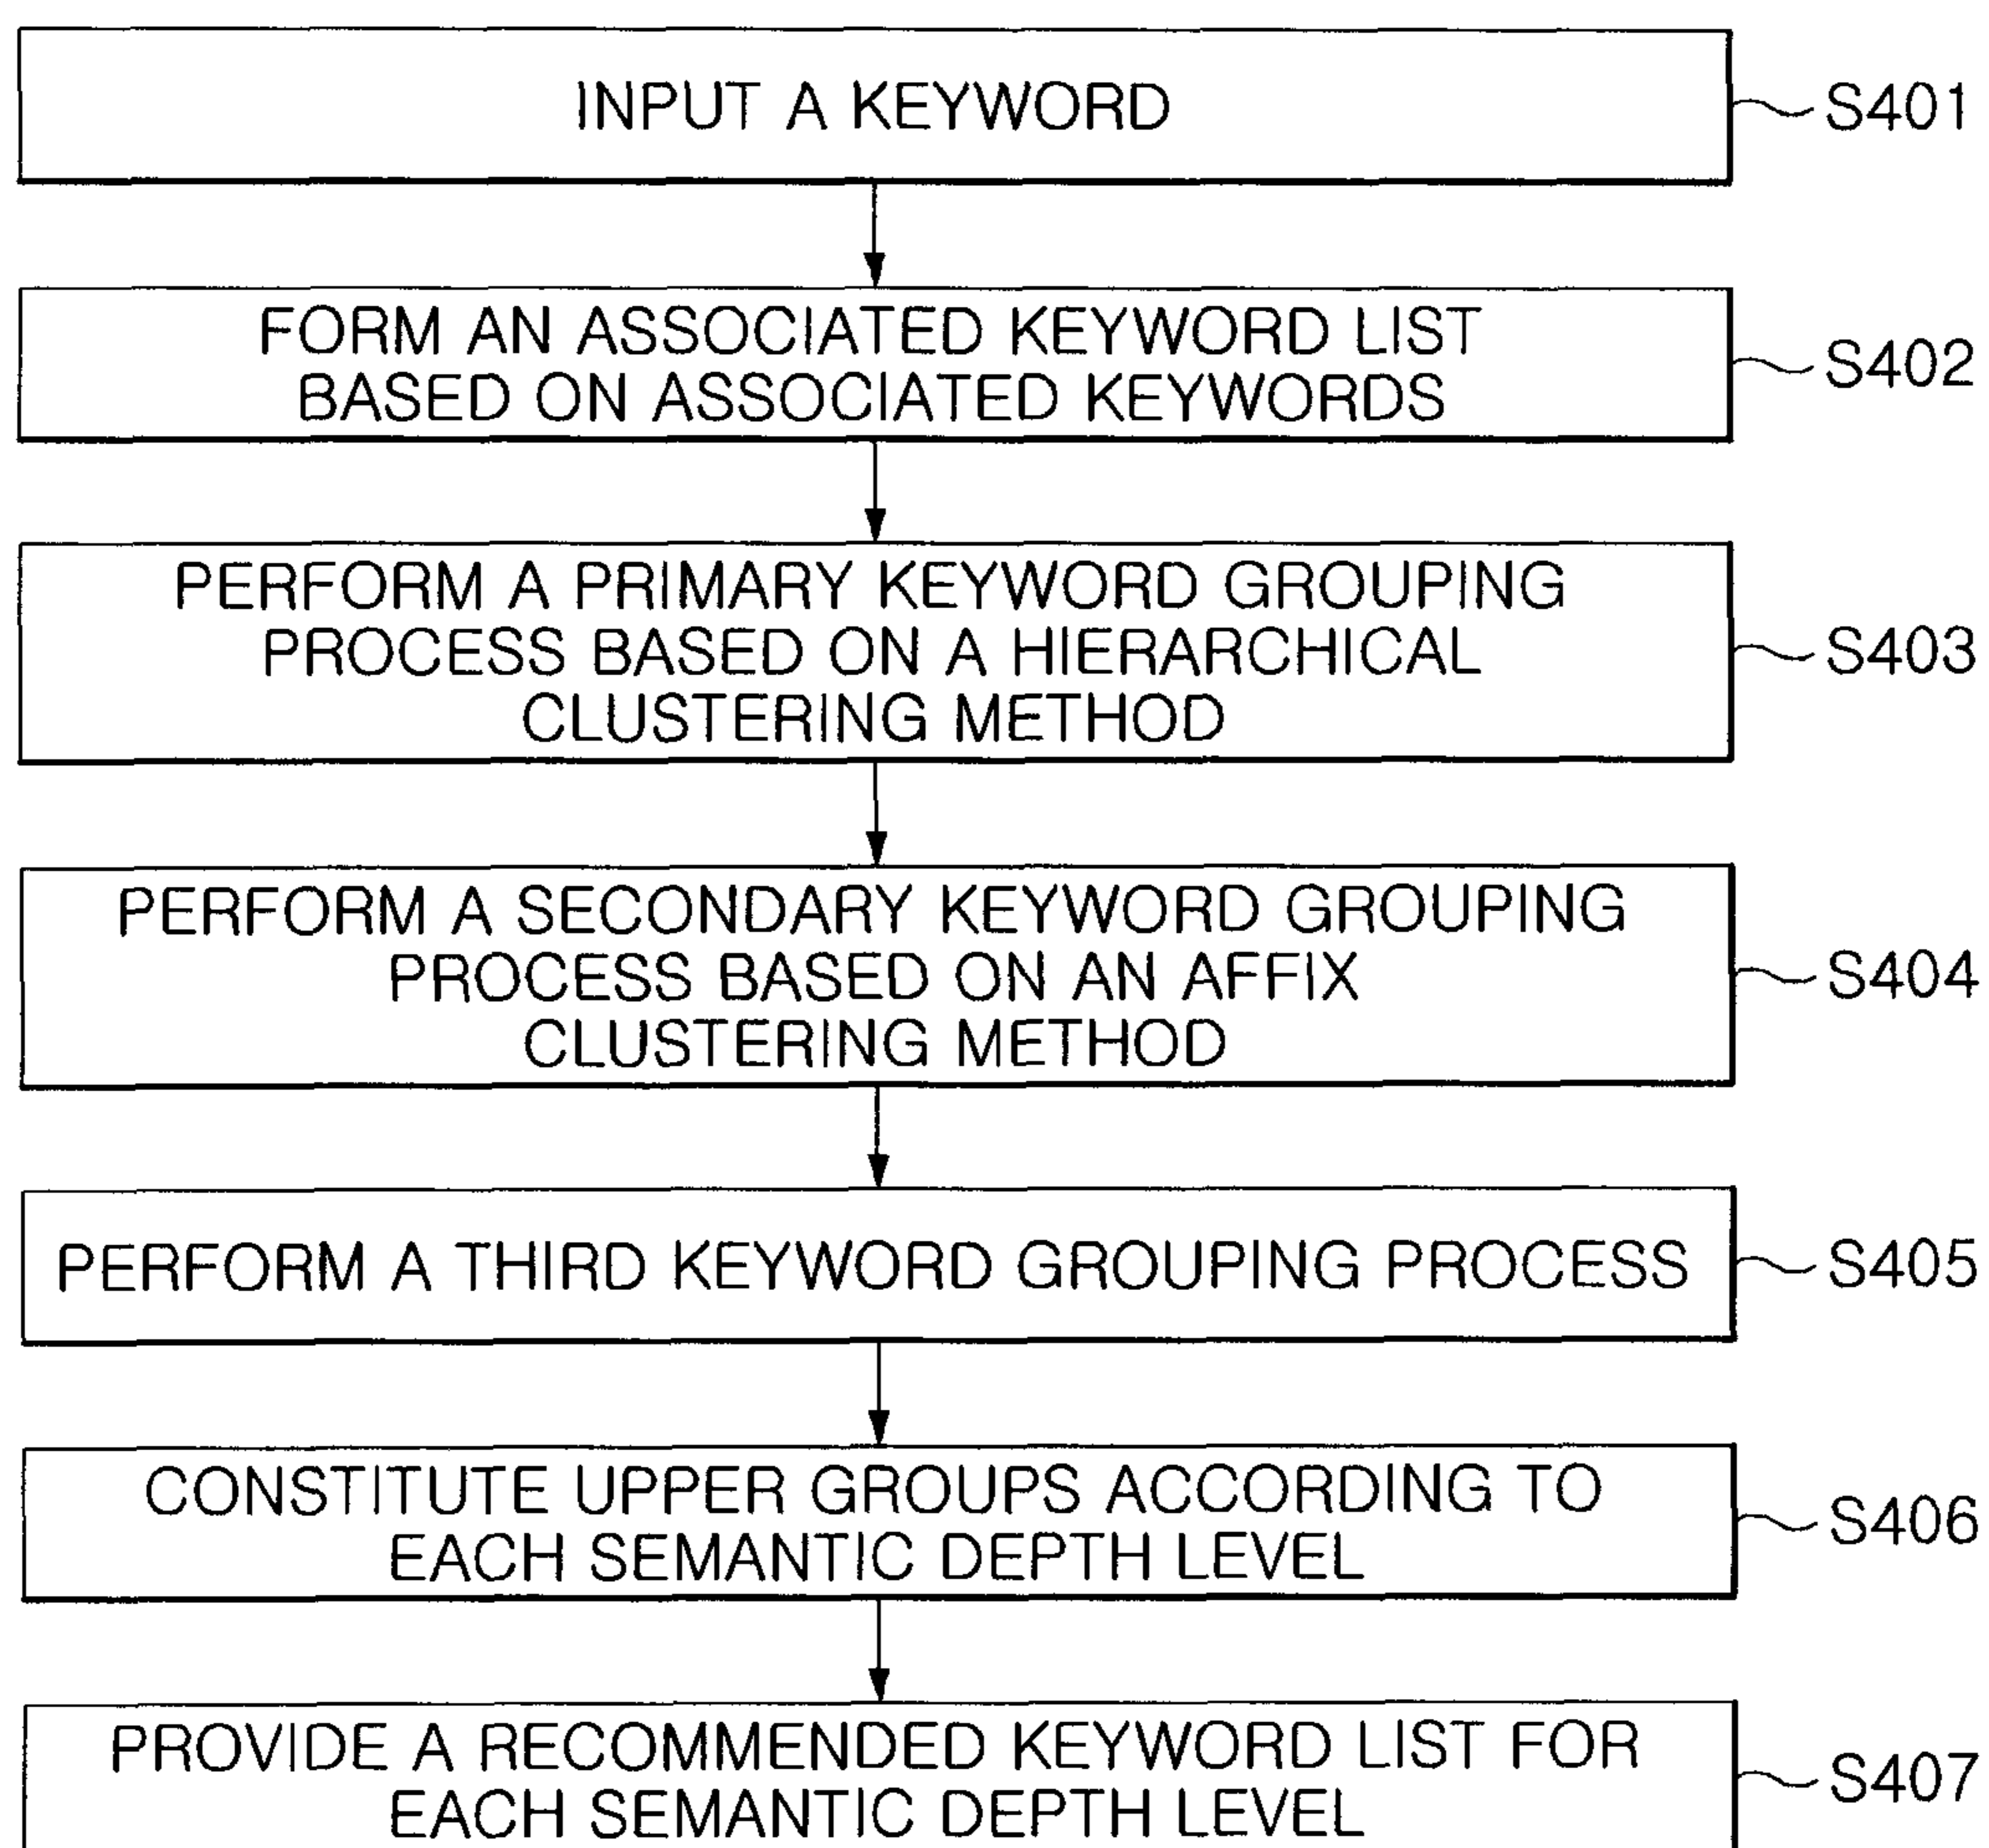 INPUT A KEYWORD
S401
FORM AN ASSOCIATED KEYWORD LIST
BASED ON ASSOCIATED KEYWORDS
S402
PERFORM A PRIMARY KEYWORD GROUPING
PROCESS BASED ON A HIERARCHICAL
CLUSTERING METHOD
S403
PERFORM A SECONDARY KEYWORD GROUPING
PROCESS BASED ON AN AFFIX
CLUSTERING METHOD
S404
PERFORM A THIRD KEYWORD GROUPING PROCESS
S405
CONSTITUTE UPPER GROUPS ACCORDING TO
EACH SEMANTIC DEPTH LEVEL
S406
PROVIDE A RECOMMENDED KEYWORD LIST FOR
EACH SEMANTIC DEPTH LEVEL
S407